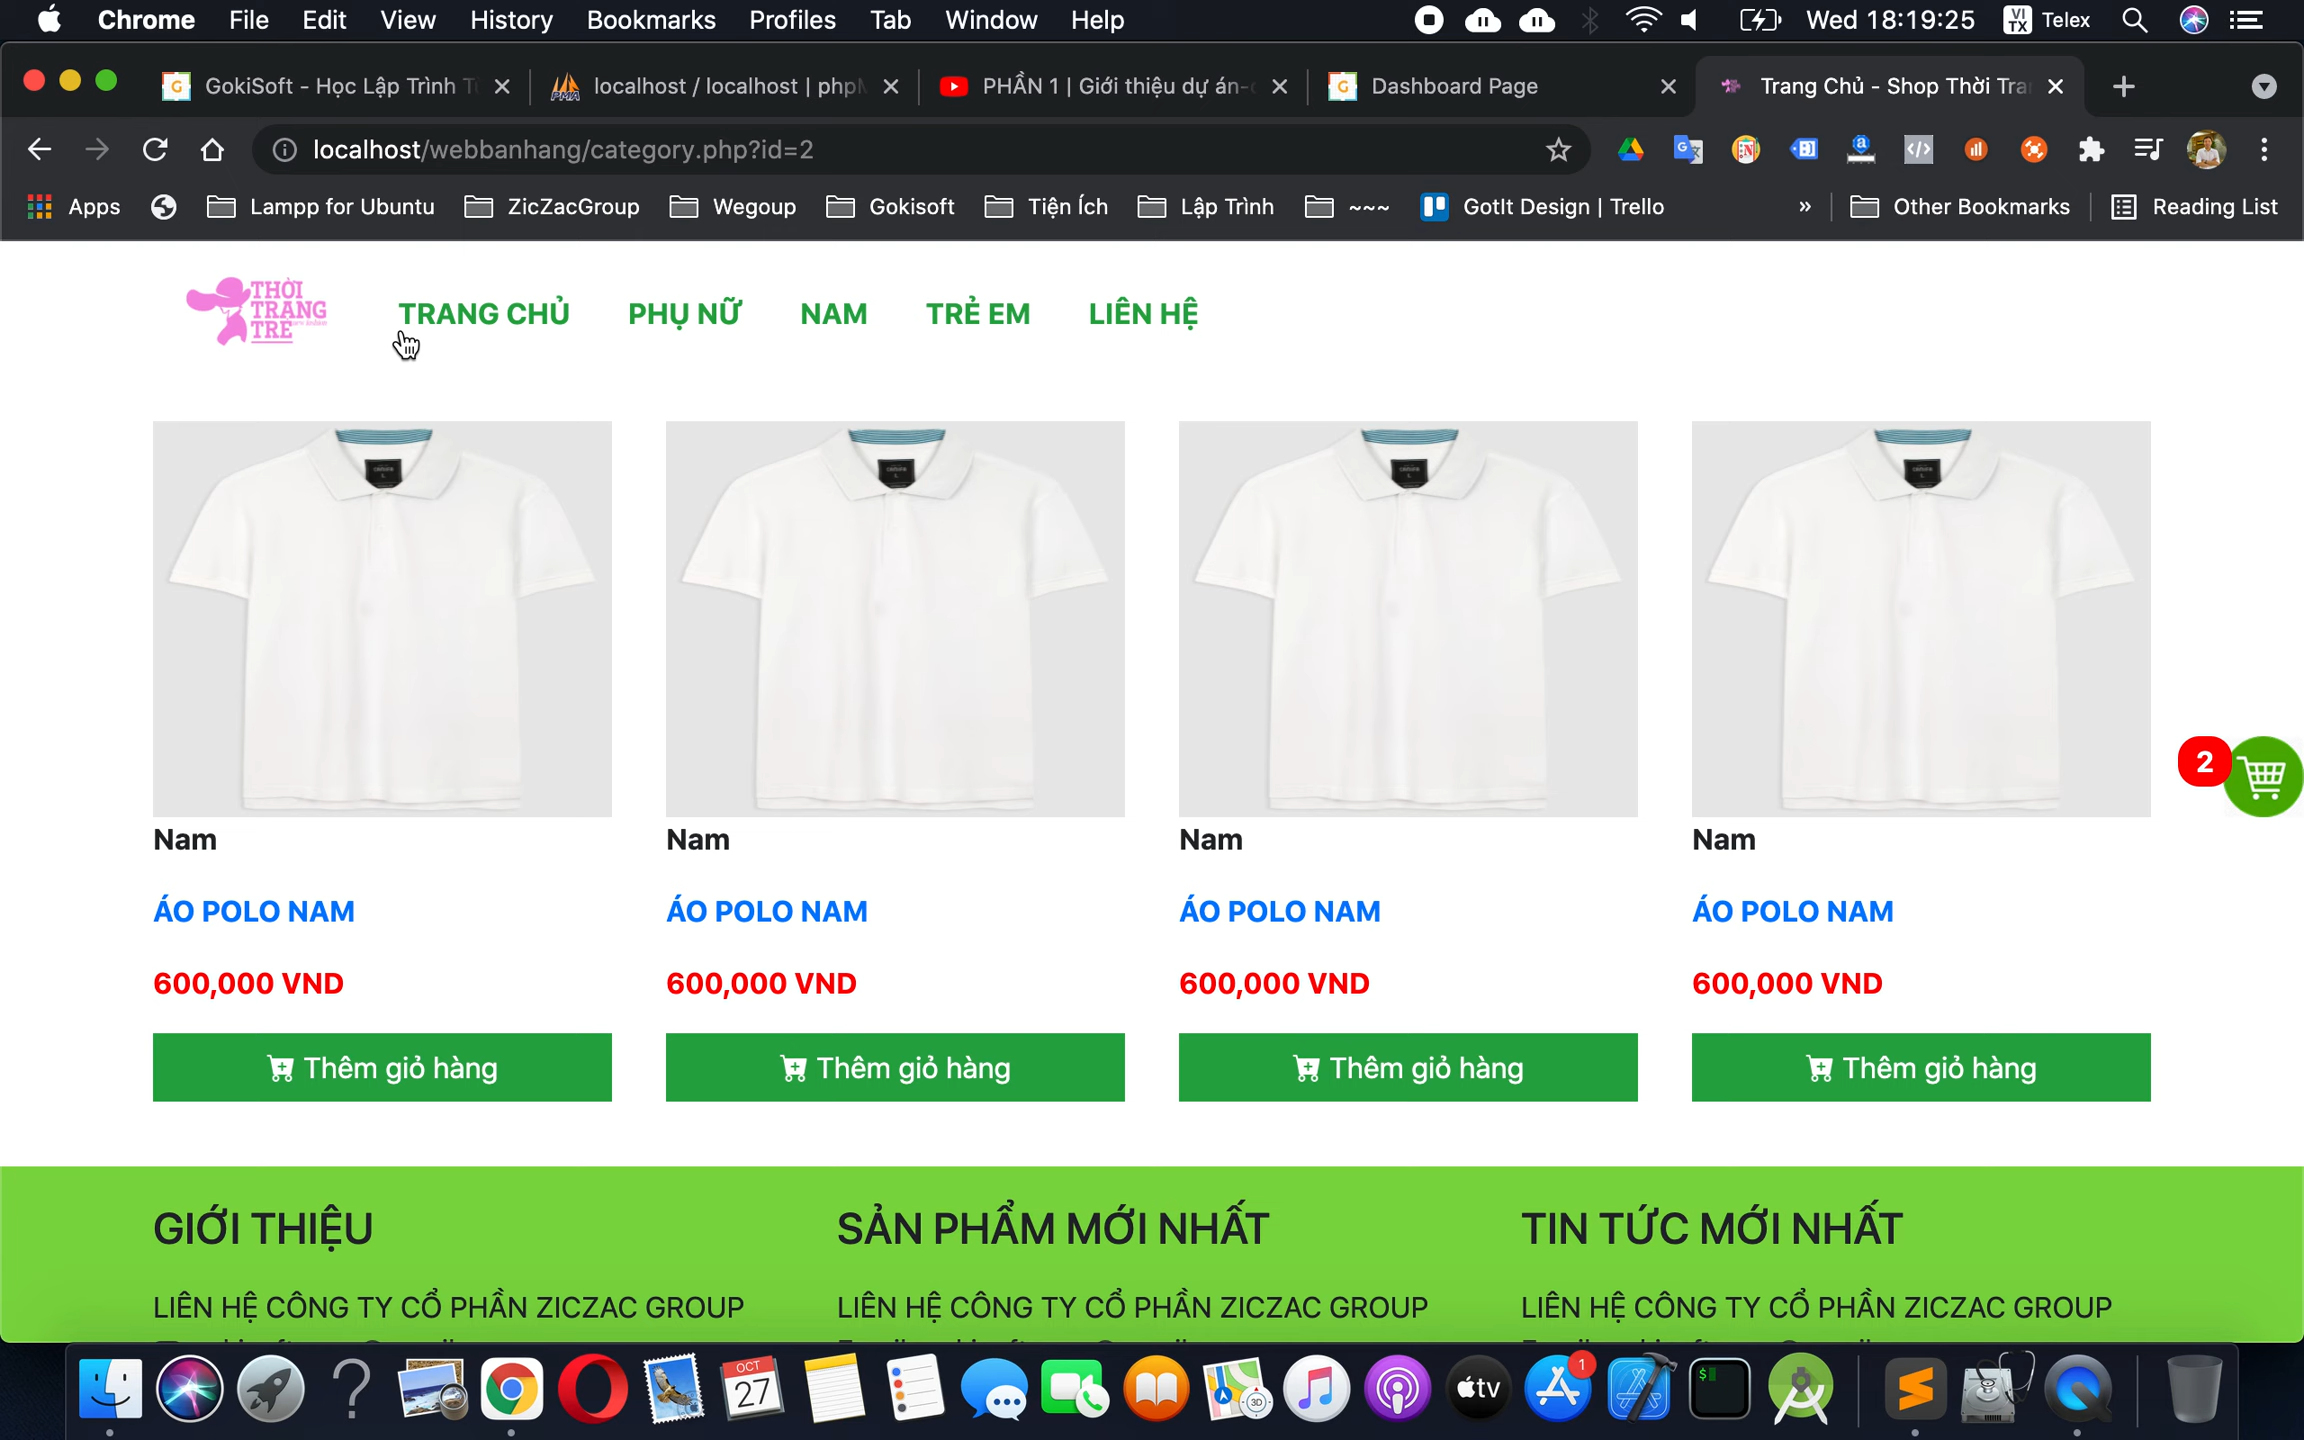 Chrome File Edit View History Bookmarks Profiles Tab Window Help Wed 18:19:25 VI TX Telex
GokiSoft - Học Lập Trình localhost / localhost | php PHẦN 1 | Giới thiệu dự án- Dashboard Page Trang Chủ - Shop Thời Tra
localhost/webbanhang/category.php?id=2
Apps Lampp for Ubuntu ZicZacGroup Wegoup Gokisoft Tiện Ích Lập Trình ~~~ GotIt Design | Trello » Other Bookmarks Reading List
THỜI
TRANG
TRẺ
TRANG CHỦ PHỤ NỮ NAM TRẺ EM LIÊN HỆ
2
Nam Nam Nam Nam
ÁO POLO NAM ÁO POLO NAM ÁO POLO NAM ÁO POLO NAM
600,000 VND 600,000 VND 600,000 VND 600,000 VND
Thêm giỏ hàng Thêm giỏ hàng Thêm giỏ hàng Thêm giỏ hàng
GIỚI THIỆU SẢN PHẨM MỚI NHẤT TIN TỨC MỚI NHẤT
LIÊN HỆ CÔNG TY CỔ PHẦN ZICZAC GROUP LIÊN HỆ CÔNG TY CỔ PHẦN ZICZAC GROUP LIÊN HỆ CÔNG TY CỔ PHẦN ZICZAC GROUP
OCT
27
3D
tv
1